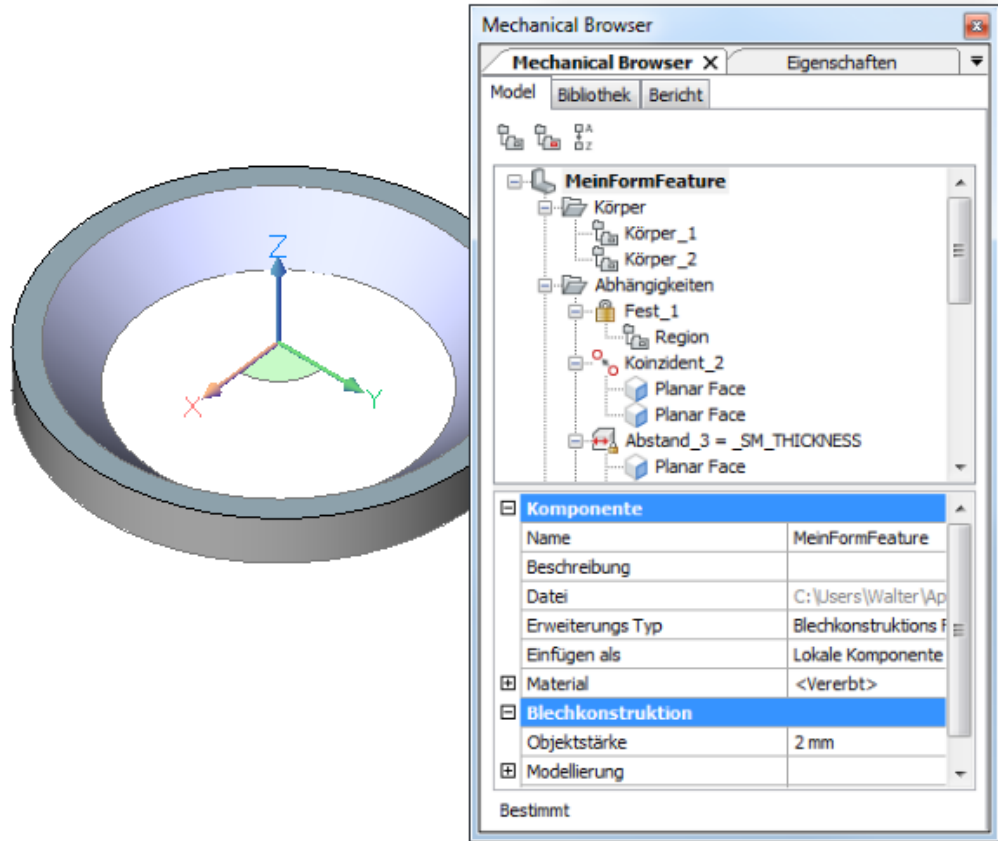 Mechanical Browser
Mechanical Browser X Eigenschaften
Model Bibliothek Bericht
A
Z
MeinFormFeature
Körper
Körper_1
Körper_2
Abhängigkeiten
Fest_1
Region
Koinzident_2
Planar Face
Planar Face
Abstand_3 = _SM_THICKNESS
Planar Face
Z
X
Y
Komponente
Name MeinFormFeature
Beschreibung
Datei C:\Users\Walter\Ap
Erweiterungs Typ Blechkonstruktions F
Einfügen als Lokale Komponente
Material <Vererbt>
Blechkonstruktion
Objektstärke 2 mm
Modellierung
Bestimmt